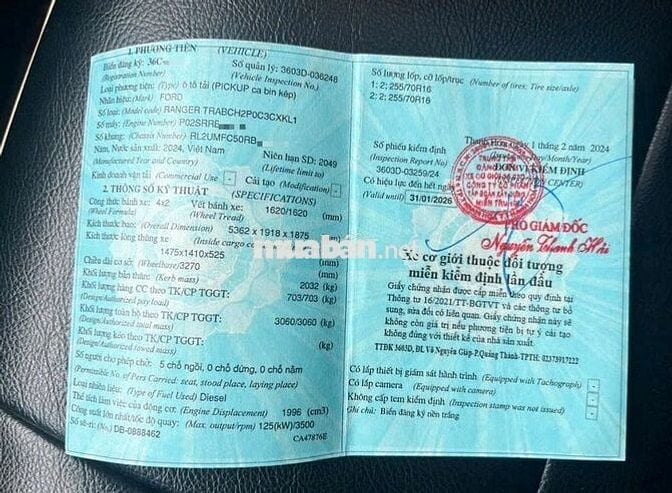 1. PHƯƠNG TIỆN (VEHICLE)
Biển đăng ký: 36C
(Registration Number)
Số quản lý: 3603D-036248
(Vehicle Inspection No.)
Loại phương tiện: (Type) ô tô tải (PICKUP ca bin kép)
Nhãn hiệu: (Mark) FORD
Số loại: (Model code) RANGER TRABCH2P0C3CXKL1
Số máy: (Engine Number) P02SRRB
Số khung: (Chassis Number) RL2UMFC50RB
Năm, Nước sản xuất: 2024, Việt Nam
(Manufactured Year and Country)
Niên hạn SD: 2049
(Lifetime limit to)
Kinh doanh vận tải (Commercial Use) - Cải tạo (Modification) -
2. THÔNG SỐ KỸ THUẬT (SPECIFICATIONS)
Công thức bánh xe: 4x2
(Wheel Formula)
Vết bánh xe: 1620/1620 (mm)
(Wheel Tread)
Kích thước bao: (Overall Dimension) 5362 x 1918 x 1875 (mm)
Kích thước lòng thùng xe
(Inside cargo
1475x1410x525 (mm)
Chiều dài cơ sở: (Wheelbase) 3270 (mm)
Khối lượng bản thân: (Kerb mass) 2032 (kg)
Khối lượng hàng CC theo TK/CP TGGT: 703/703 (kg)
(Design/Authorized pay load)
Khối lượng toàn bộ theo TK/CP TGGT: 3060/3060 (kg)
(Design/Authorized total mass)
Khối lượng kéo theo TK/CP TGGT: (kg)
(Design/Authorized towed mass)
Số người cho phép chở: 5 chỗ ngồi, 0 chỗ đứng, 0 chỗ nằm
(Permissible No. of Pers Carried: seat, stood place, laying place)
Loại nhiên liệu: (Type of Fuel Used) Diesel
Thể tích làm việc của động cơ: (Engine Displacement) 1996 (cm3)
Công suất lớn nhất/tốc độ quay: (Max. output/rpm) 125(kW)/3500
Số sê-ri: (No.) DB-0888462
CA47876B
muaban.net
Số lượng lốp, cỡ lốp/trục (Number of tires: Tire size/axle)
1: 2; 255/70R16
2: 2; 255/70R16
Thanh Hóa, ngày 1 tháng 2 năm 2024
Số phiếu kiểm định
(Inspection Report No)
3603D-03259/24
ĐƠN VỊ KIỂM ĐỊNH
Có hiệu lực đến hết ngày
(Valid until) 31/01/2026
PHÓ GIÁM ĐỐC
Nguyễn Thanh Hải
Xe cơ giới thuộc đối tượng
miễn kiểm định lần đầu
Giấy chứng nhận được cấp miễn theo quy định tại
Thông tư 16/2021/TT-BGTVT và các thông tư bổ
sung, sửa đổi có liên quan. Giấy chứng nhận này sẽ
không còn giá trị nếu phương tiện bị tự ý cải tạo
không đúng với thiết kế của nhà sản xuất.
TTĐK 3603D, ĐL Võ Nguyên Giáp-P.Quảng Thành-TPTH: 02373917222
Có lắp thiết bị giám sát hành trình (Equipped with Tachograph) -
Có lắp camera (Equipped with camera) -
Không cấp tem kiểm định (Inspection stamp was not issued) -
Ghi chú: Biển đăng ký nền trắng